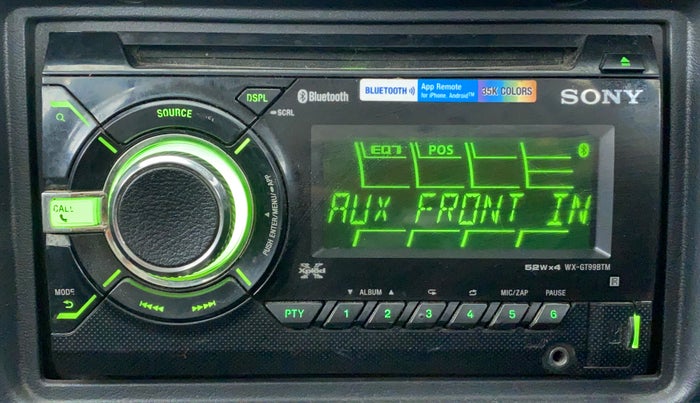 DSPL
Bluetooth
BLUETOOTH
App Remote
for iPhone, Android™
35K COLORS
SONY
SOURCE
SCRL
EQ7 POS
AUX FRONT IN
CALL
PUSH ENTER/MENU/APP
Xplod
52W×4 WX-GT99BTM
MODE
▼ ALBUM ▲
MIC/ZAP
PAUSE
PTY 1 2 3 4 5 6